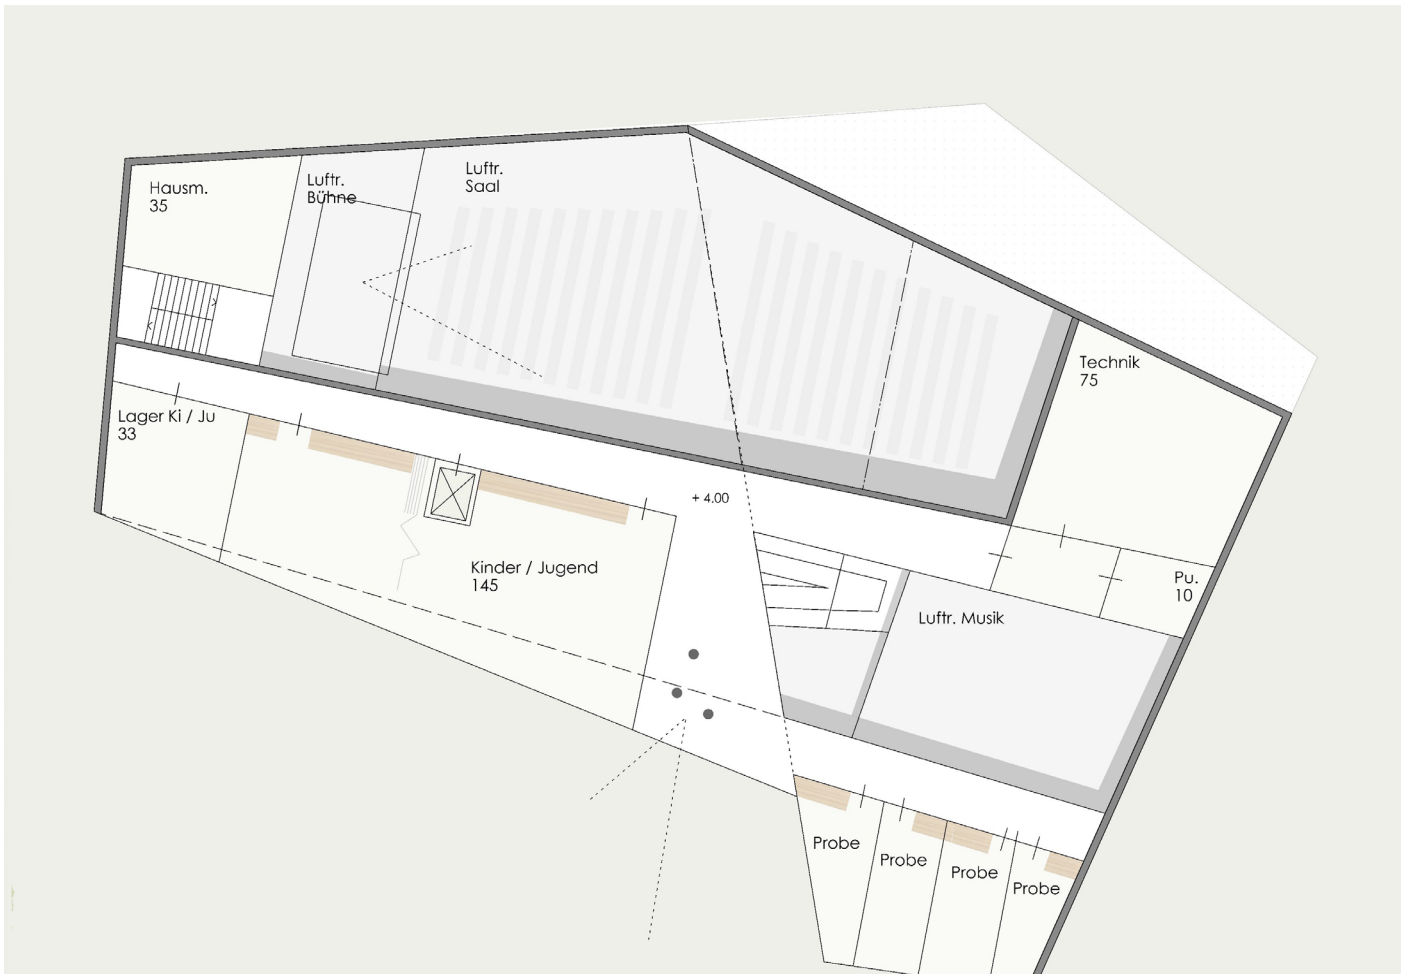 Hausm.
35
Luftr.
Bühne
Luftr.
Saal
Technik
75
Lager Ki / Ju
33
+ 4.00
Kinder / Jugend
145
Pu.
10
Luftr. Musik
Probe
Probe
Probe
Probe